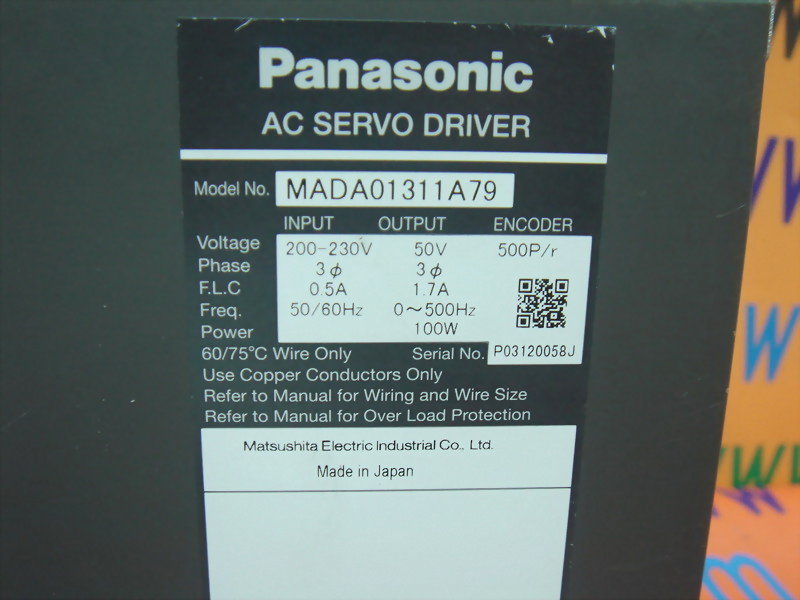 Panasonic
AC SERVO DRIVER
Model No. MADA01311A79
INPUT OUTPUT ENCODER
Voltage 200-230V 50V 500P/r
Phase 3ϕ 3ϕ
F.L.C 0.5A 1.7A
Freq. 50/60Hz 0～500Hz
Power 100W
60/75°C Wire Only Serial No. P03120058J
Use Copper Conductors Only
Refer to Manual for Wiring and Wire Size
Refer to Manual for Over Load Protection
Matsushita Electric Industrial Co., Ltd.
Made in Japan